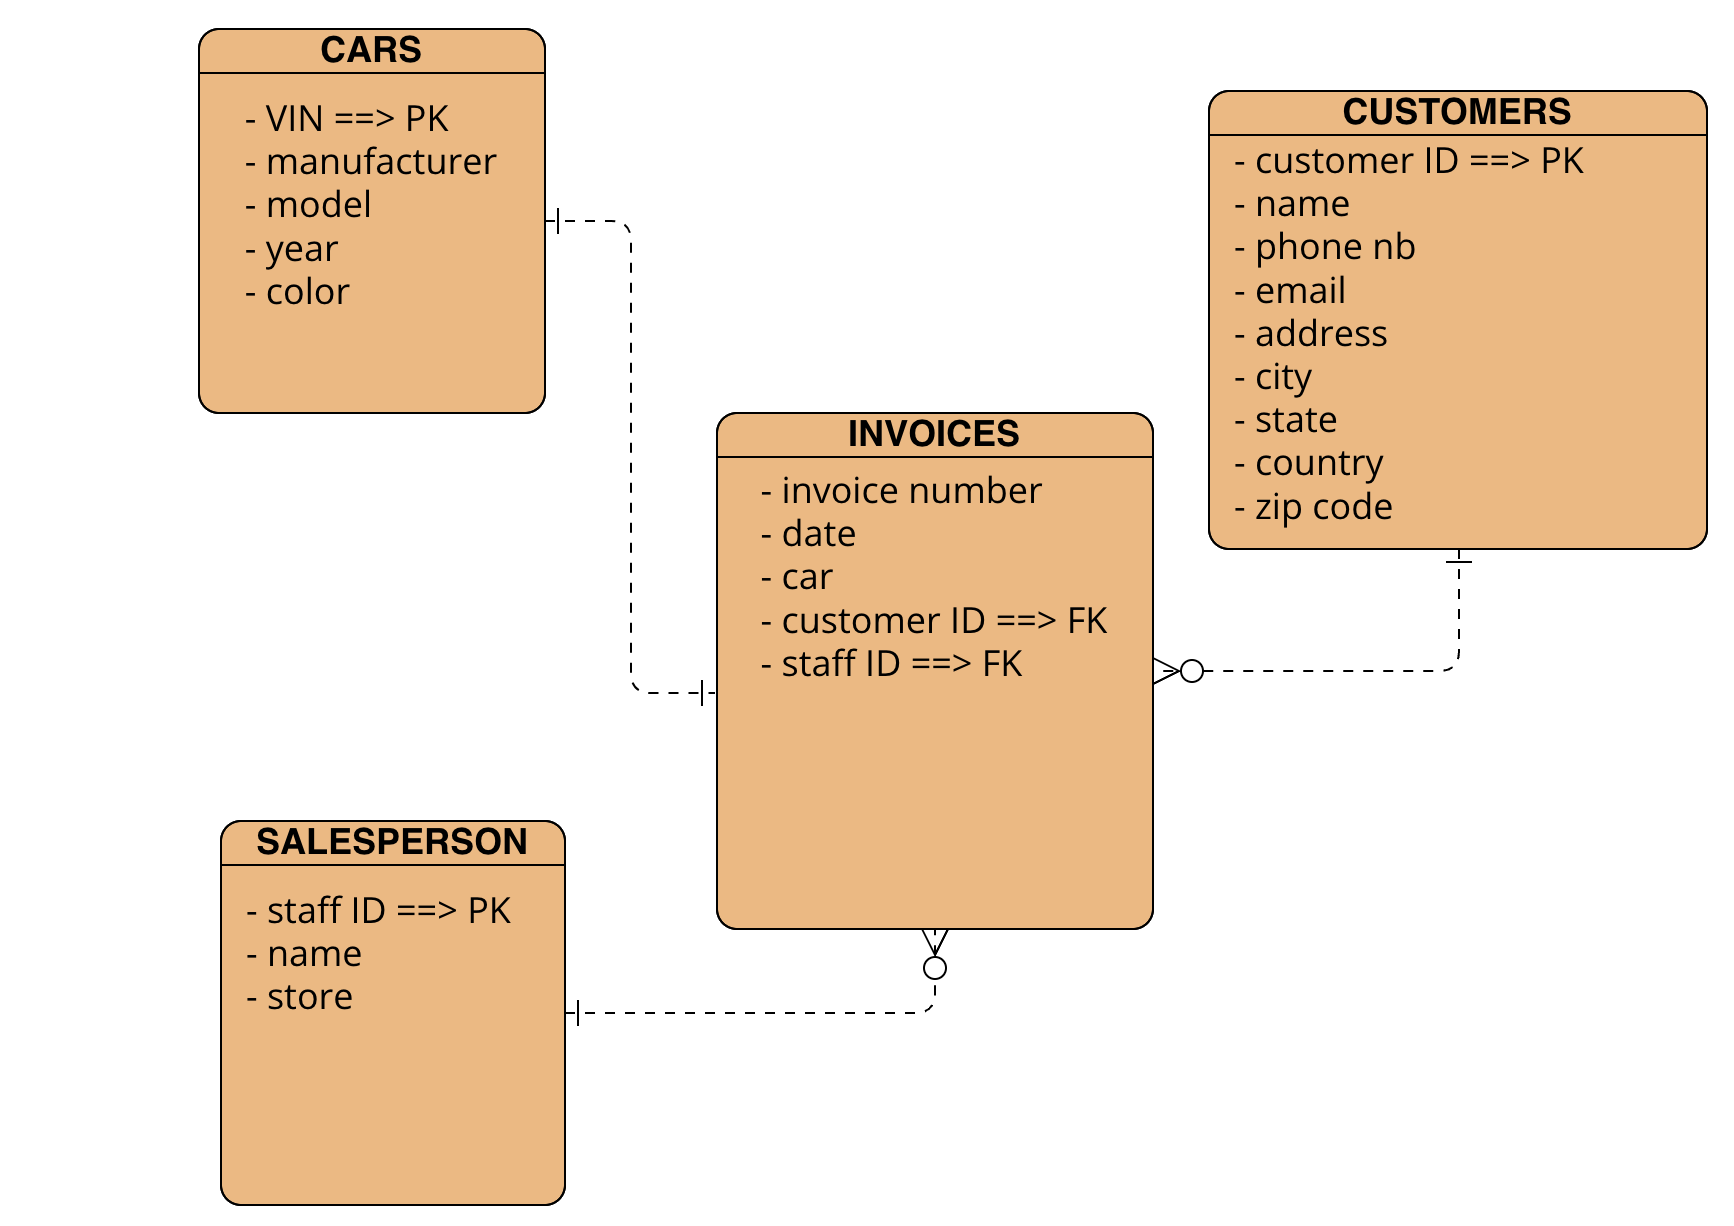 CARS
- VIN ==> PK
- manufacturer
- model
- year
- color
CUSTOMERS
- customer ID ==> PK
- name
- phone nb
- email
- address
- city
- state
- country
- zip code
INVOICES
- invoice number
- date
- car
- customer ID ==> FK
- staff ID ==> FK
SALESPERSON
- staff ID ==> PK
- name
- store